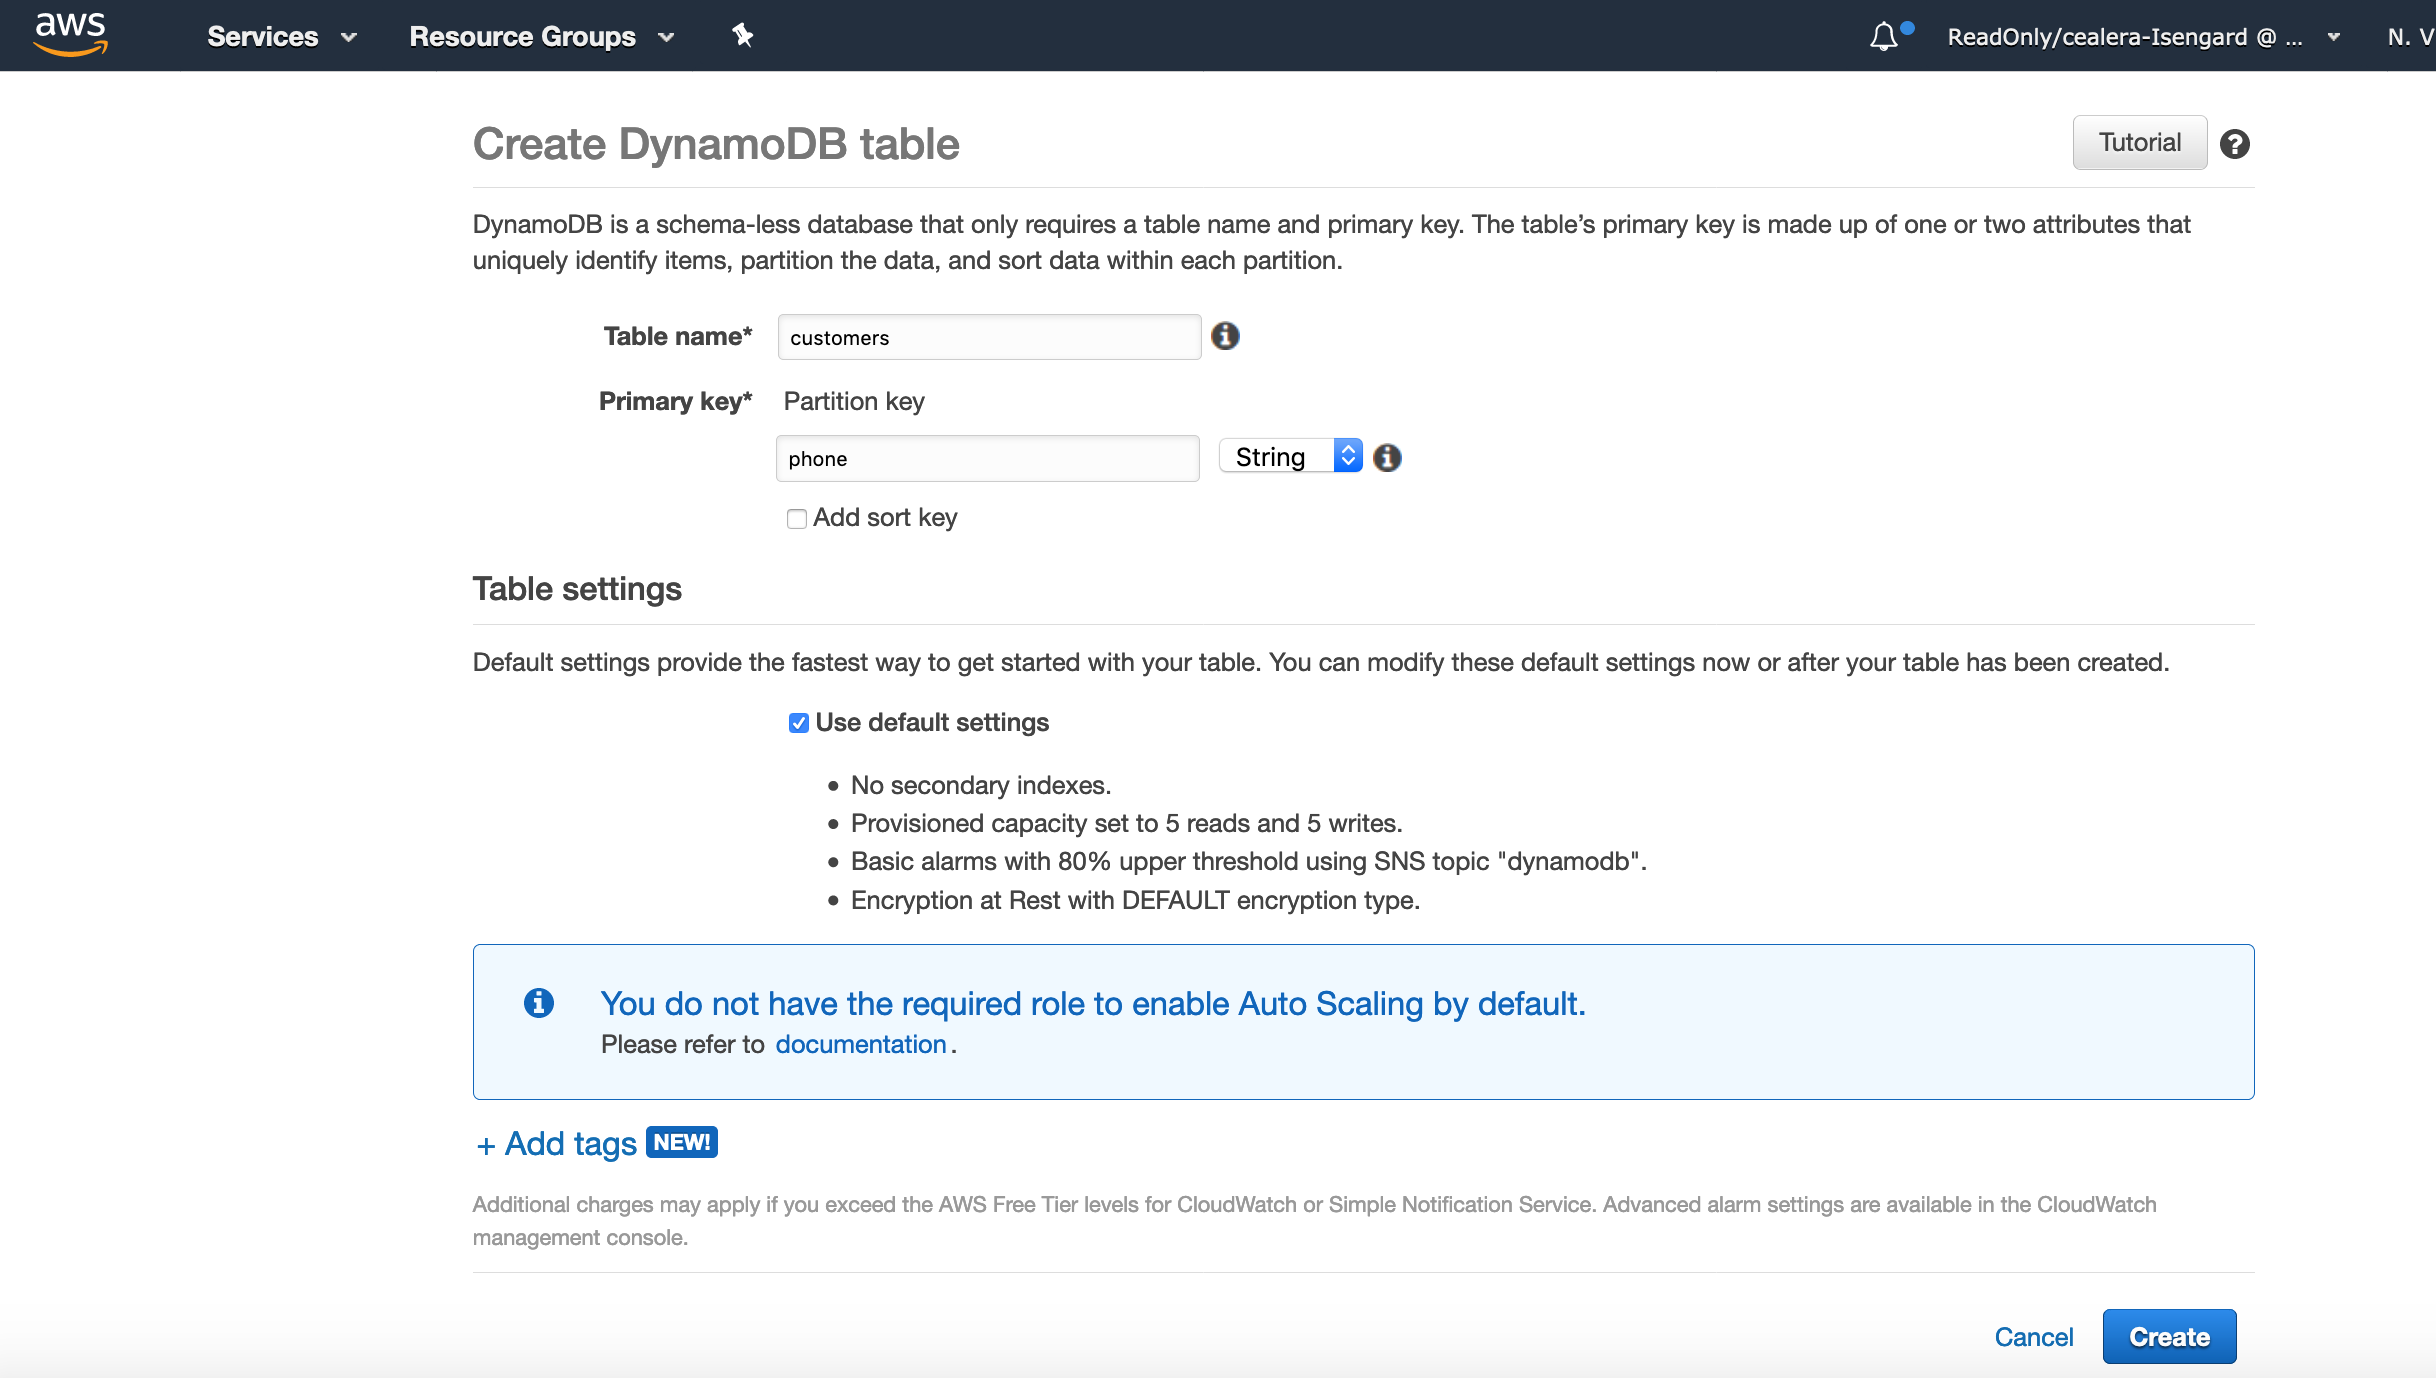 aws Services Resource Groups ReadOnly/cealera-Isengard @ ... N. V
Create DynamoDB table Tutorial ?
DynamoDB is a schema-less database that only requires a table name and primary key. The table’s primary key is made up of one or two attributes that
uniquely identify items, partition the data, and sort data within each partition.
Table name* customers
Primary key* Partition key
phone String
Add sort key
Table settings
Default settings provide the fastest way to get started with your table. You can modify these default settings now or after your table has been created.
Use default settings
• No secondary indexes.
• Provisioned capacity set to 5 reads and 5 writes.
• Basic alarms with 80% upper threshold using SNS topic "dynamodb".
• Encryption at Rest with DEFAULT encryption type.
You do not have the required role to enable Auto Scaling by default.
Please refer to documentation.
+ Add tags NEW!
Additional charges may apply if you exceed the AWS Free Tier levels for CloudWatch or Simple Notification Service. Advanced alarm settings are available in the CloudWatch
management console.
Cancel Create